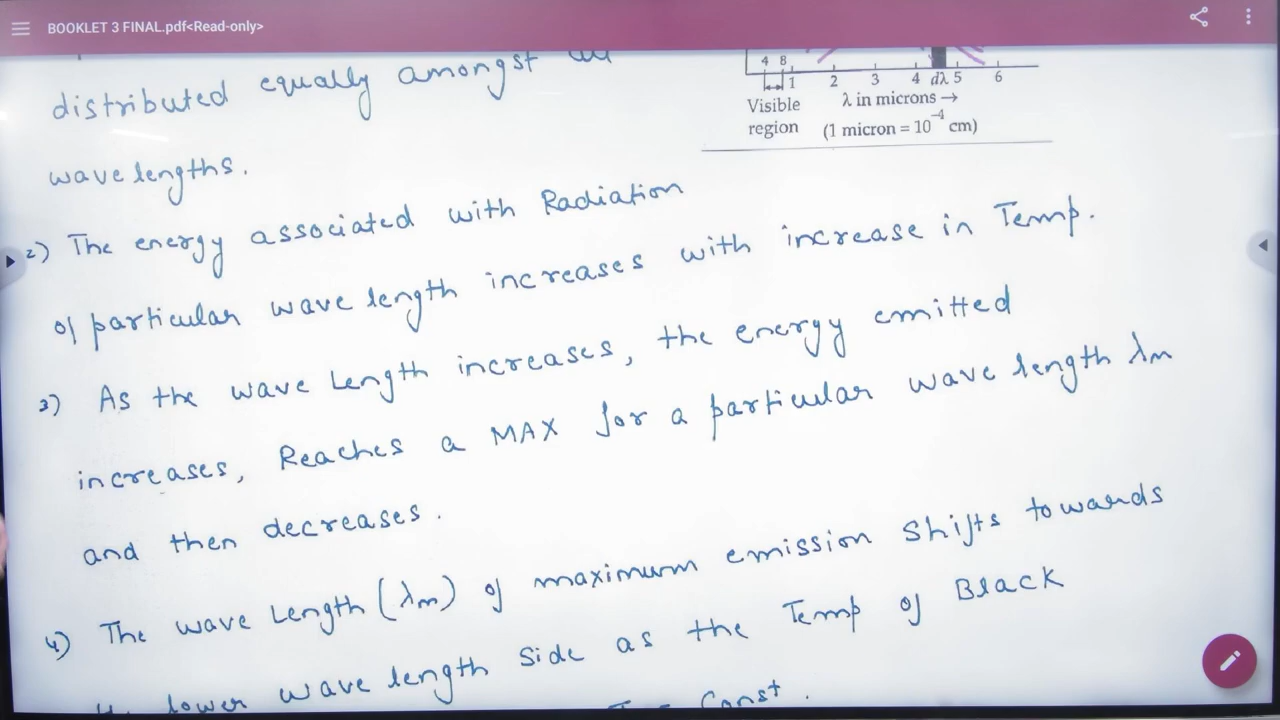 BOOKLET 3 FINAL.pdf<Read-only>
distributed equally amongst
wave lengths.
4 8
1 2 3 4 dλ 5 6
Visible region
λ in microns →
(1 micron = 10⁻⁴ cm)
2) The energy associated with Radiation
of particular wave length increases with increase in Temp.
3) As the wave Length increases, the energy emitted
increases, Reaches a MAX for a particular wave length λm
and then decreases.
4) The wave Length (λm) of maximum emission shifts towards
lower wave length side as the Temp of Black
Const.